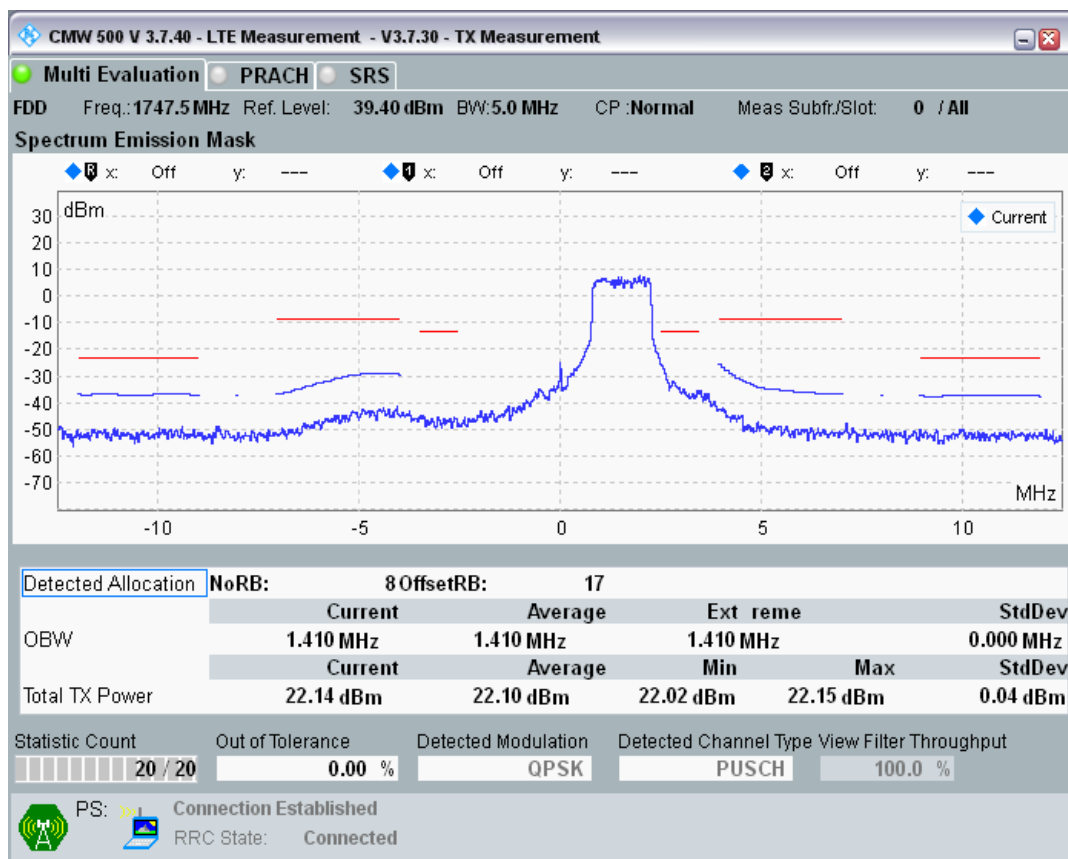 CMW 500 V 3.7.40 - LTE Measurement - V3.7.30 - TX Measurement
Multi Evaluation PRACH SRS
FDD Freq.: 1747.5 MHz Ref. Level: 39.40 dBm BW: 5.0 MHz CP : Normal Meas Subfr./Slot: 0 / All
Spectrum Emission Mask
R x: Off y: --- 1 x: Off y: --- 2 x: Off y: ---
dBm
Current
30
20
10
0
-10
-20
-30
-40
-50
-60
-70
MHz
-10 -5 0 5 10
Detected Allocation NoRB: 8 OffsetRB: 17
Current Average Ext reme StdDev
OBW 1.410 MHz 1.410 MHz 1.410 MHz 0.000 MHz
Current Average Min Max StdDev
Total TX Power 22.14 dBm 22.10 dBm 22.02 dBm 22.15 dBm 0.04 dBm
Statistic Count Out of Tolerance Detected Modulation Detected Channel Type View Filter Throughput
20 / 20 0.00 % QPSK PUSCH 100.0 %
PS: Connection Established
RRC State: Connected